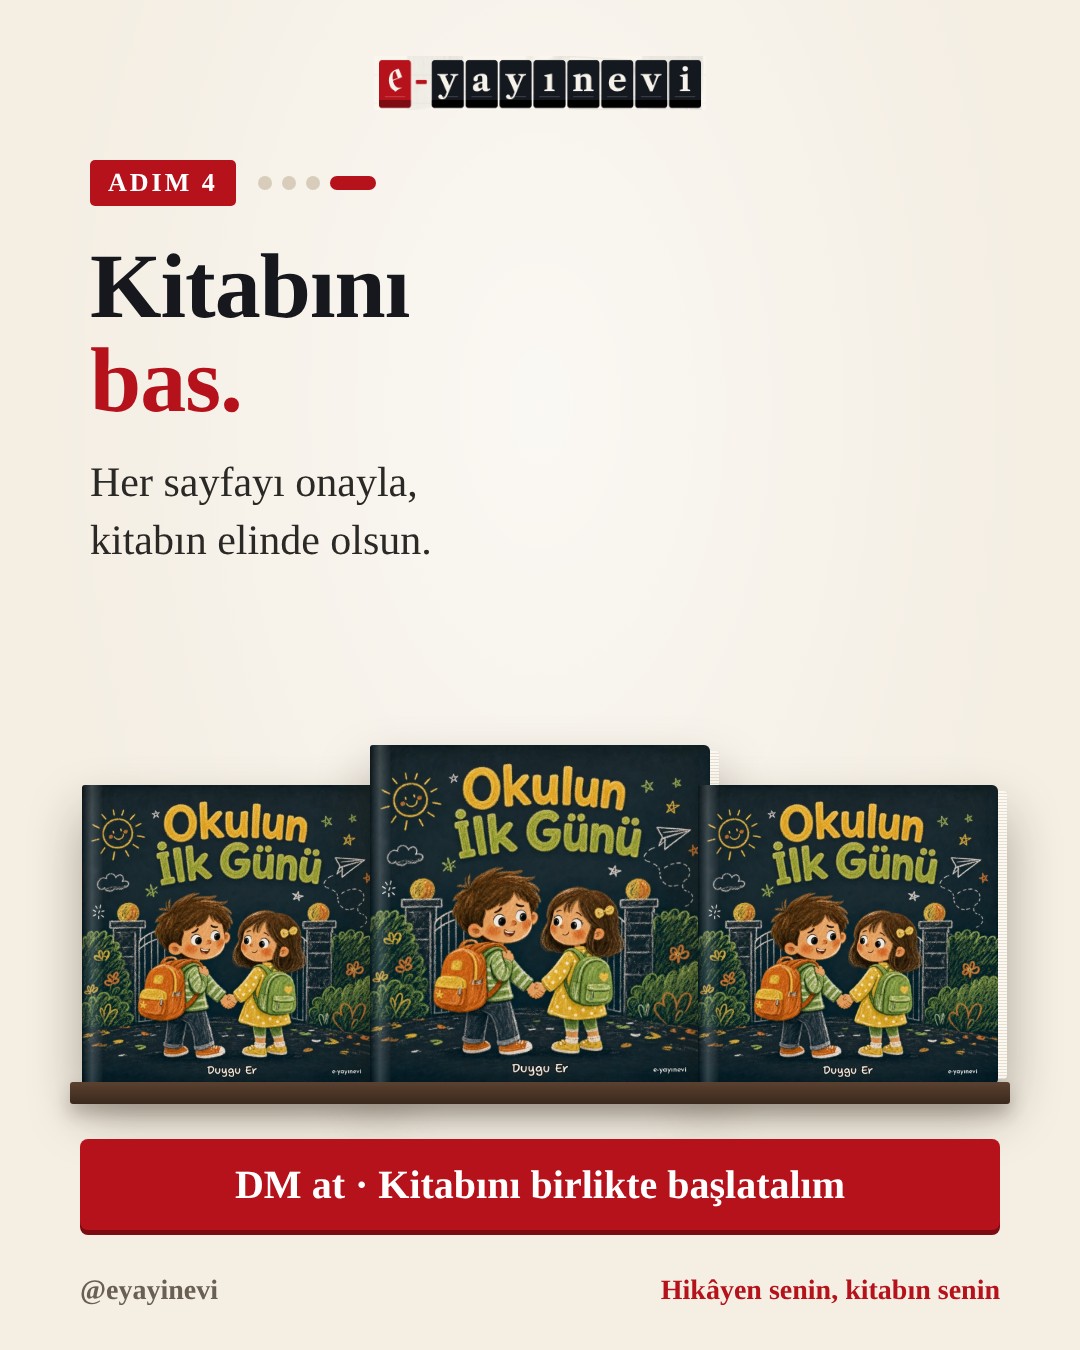 e-yayınevi
ADIM 4
Kitabını
bas.
Her sayfayı onayla,
kitabın elinde olsun.
Okulun
İlk Günü
Duygu Er
e-yayınevi
Okulun
İlk Günü
Duygu Er
e-yayınevi
Okulun
İlk Günü
Duygu Er
e-yayınevi
DM at · Kitabını birlikte başlatalım
@eyayinevi
Hikâyen senin, kitabın senin